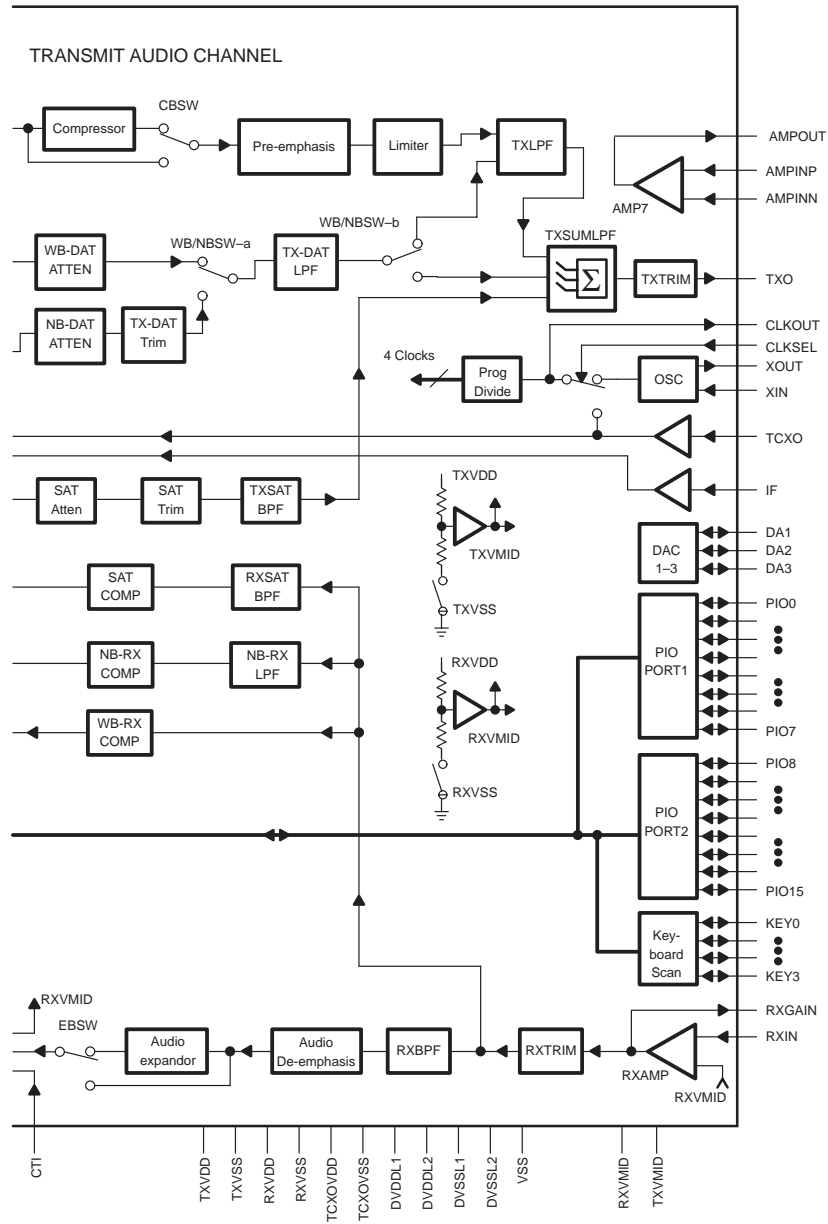 TRANSMIT AUDIO CHANNEL
CBSW
Compressor
Pre-emphasis
Limiter
TXLPF
AMPOUT
AMPINP
AMPINN
AMP7
WB-DAT
ATTEN
WB/NBSW–a
TX-DAT
LPF
WB/NBSW–b
TXSUMLPF
Σ
TXTRIM
TXO
NB-DAT
ATTEN
TX-DAT
Trim
CLKOUT
CLKSEL
4 Clocks
Prog
Divide
OSC
XOUT
XIN
TCXO
IF
SAT
Atten
SAT
Trim
TXSAT
BPF
TXVDD
TXVMID
TXVSS
DAC
1–3
DA1
DA2
DA3
SAT
COMP
RXSAT
BPF
PIO
PORT1
PIO0
PIO7
NB-RX
COMP
NB-RX
LPF
RXVDD
RXVMID
RXVSS
WB-RX
COMP
PIO
PORT2
PIO8
PIO15
Key-
board
Scan
KEY0
KEY3
RXVMID
EBSW
Audio
expandor
Audio
De-emphasis
RXBPF
RXTRIM
RXAMP
RXGAIN
RXIN
RXVMID
CTI
TXVDD
TXVSS
RXVDD
RXVSS
TCXOVDD
TCXOVSS
DVDDL1
DVDDL2
DVSSL1
DVSSL2
VSS
RXVMID
TXVMID